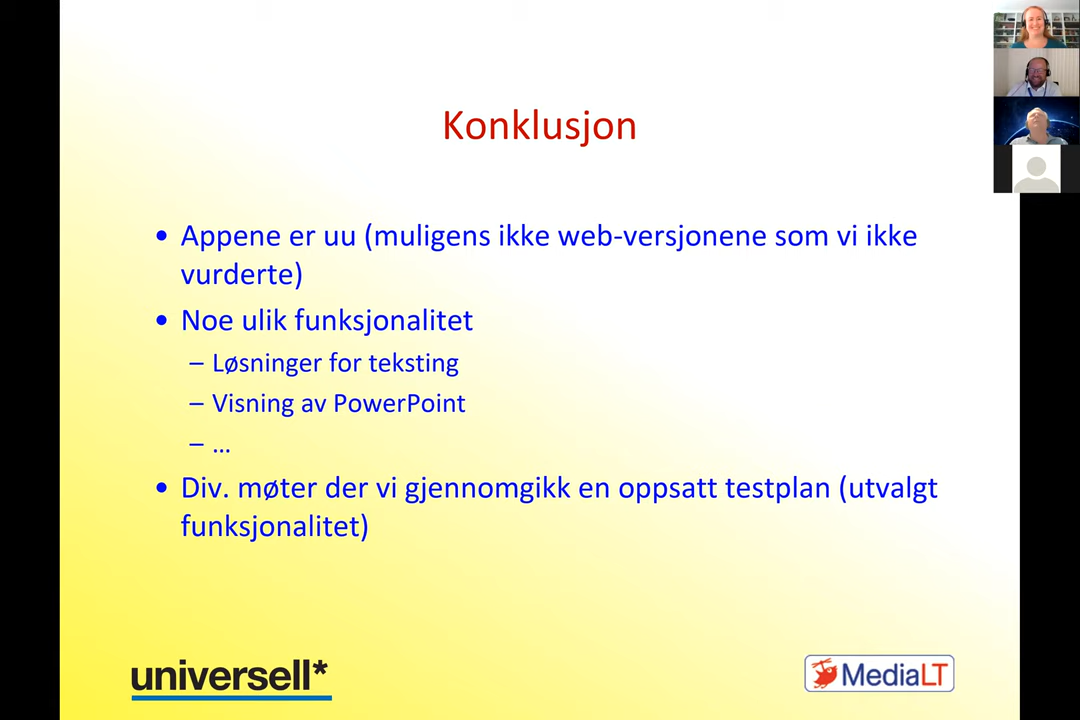 Konklusjon
• Appene er uu (muligens ikke web-versjonene som vi ikke
vurderte)
• Noe ulik funksjonalitet
– Løsninger for teksting
– Visning av PowerPoint
– …
• Div. møter der vi gjennomgikk en oppsatt testplan (utvalgt
funksjonalitet)
universell*
MediaLT